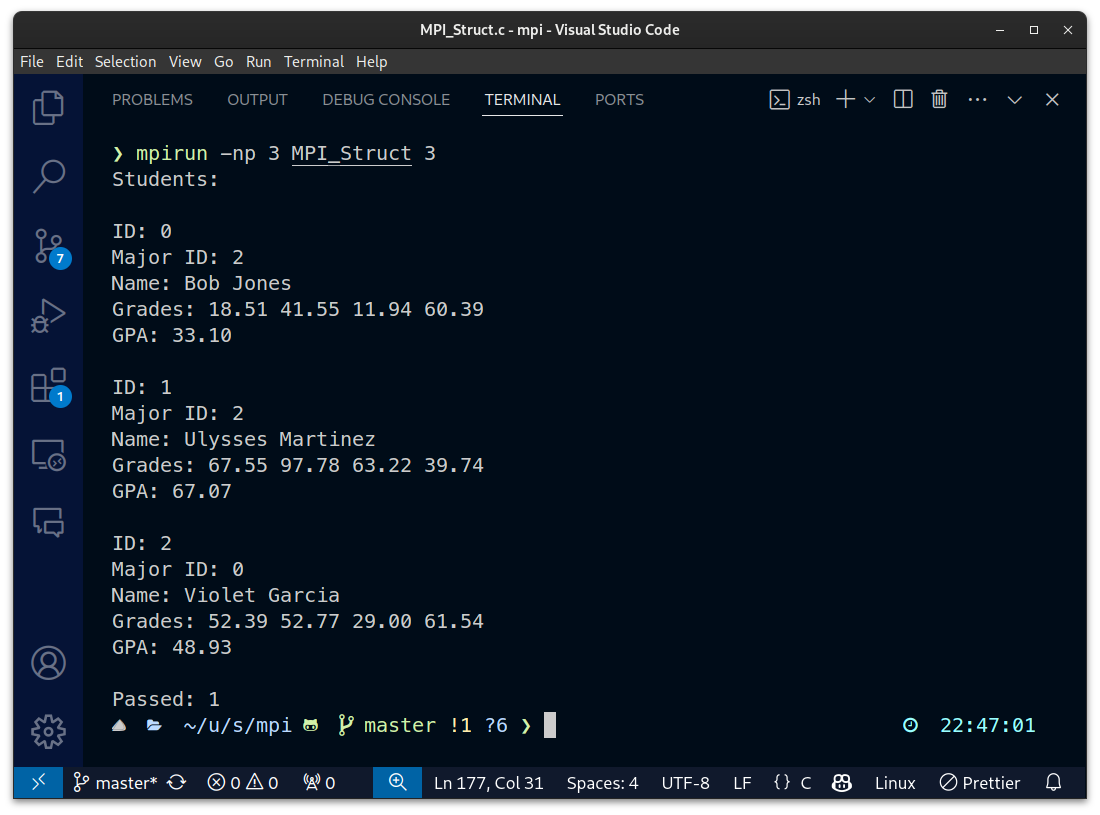 MPI_Struct.c - mpi - Visual Studio Code
File Edit Selection View Go Run Terminal Help
PROBLEMS OUTPUT DEBUG CONSOLE TERMINAL PORTS zsh
❯ mpirun -np 3 MPI_Struct 3
Students:
ID: 0
Major ID: 2
Name: Bob Jones
Grades: 18.51 41.55 11.94 60.39
GPA: 33.10
ID: 1
Major ID: 2
Name: Ulysses Martinez
Grades: 67.55 97.78 63.22 39.74
GPA: 67.07
ID: 2
Major ID: 0
Name: Violet Garcia
Grades: 52.39 52.77 29.00 61.54
GPA: 48.93
Passed: 1
~/u/s/mpi master !1 ?6 ❯ 22:47:01
7
1
master* 0 0 0 Ln 177, Col 31 Spaces: 4 UTF-8 LF {} C Linux Prettier